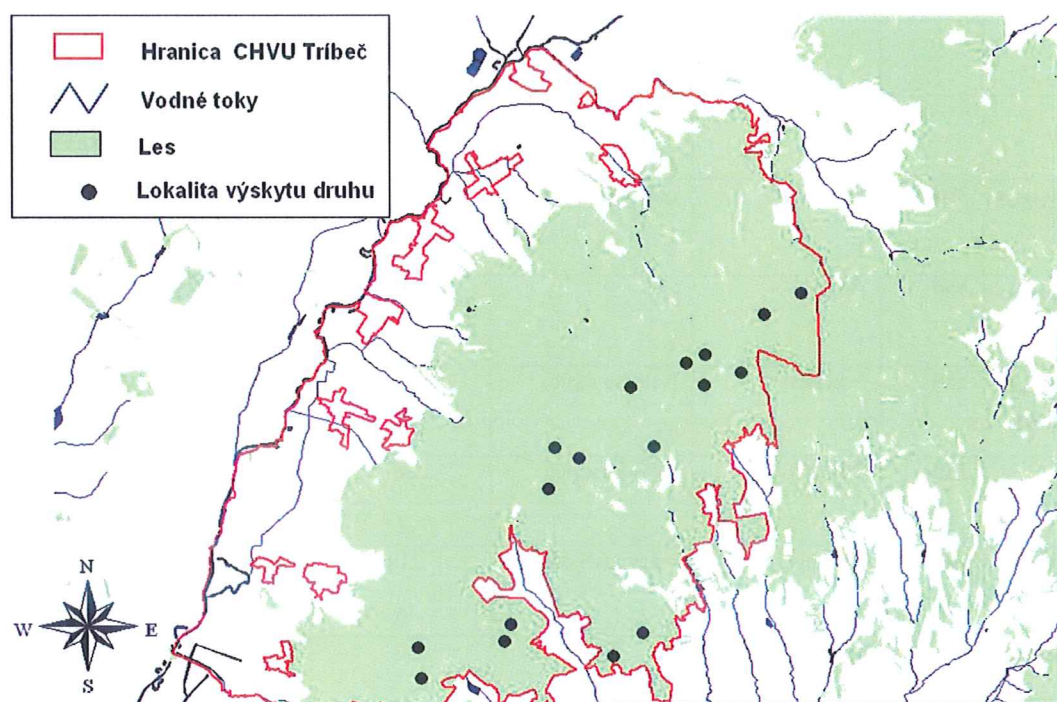 Hranica CHVU Tríbeč
Vodné toky
Les
Lokalita výskytu druhu
N
W E
S